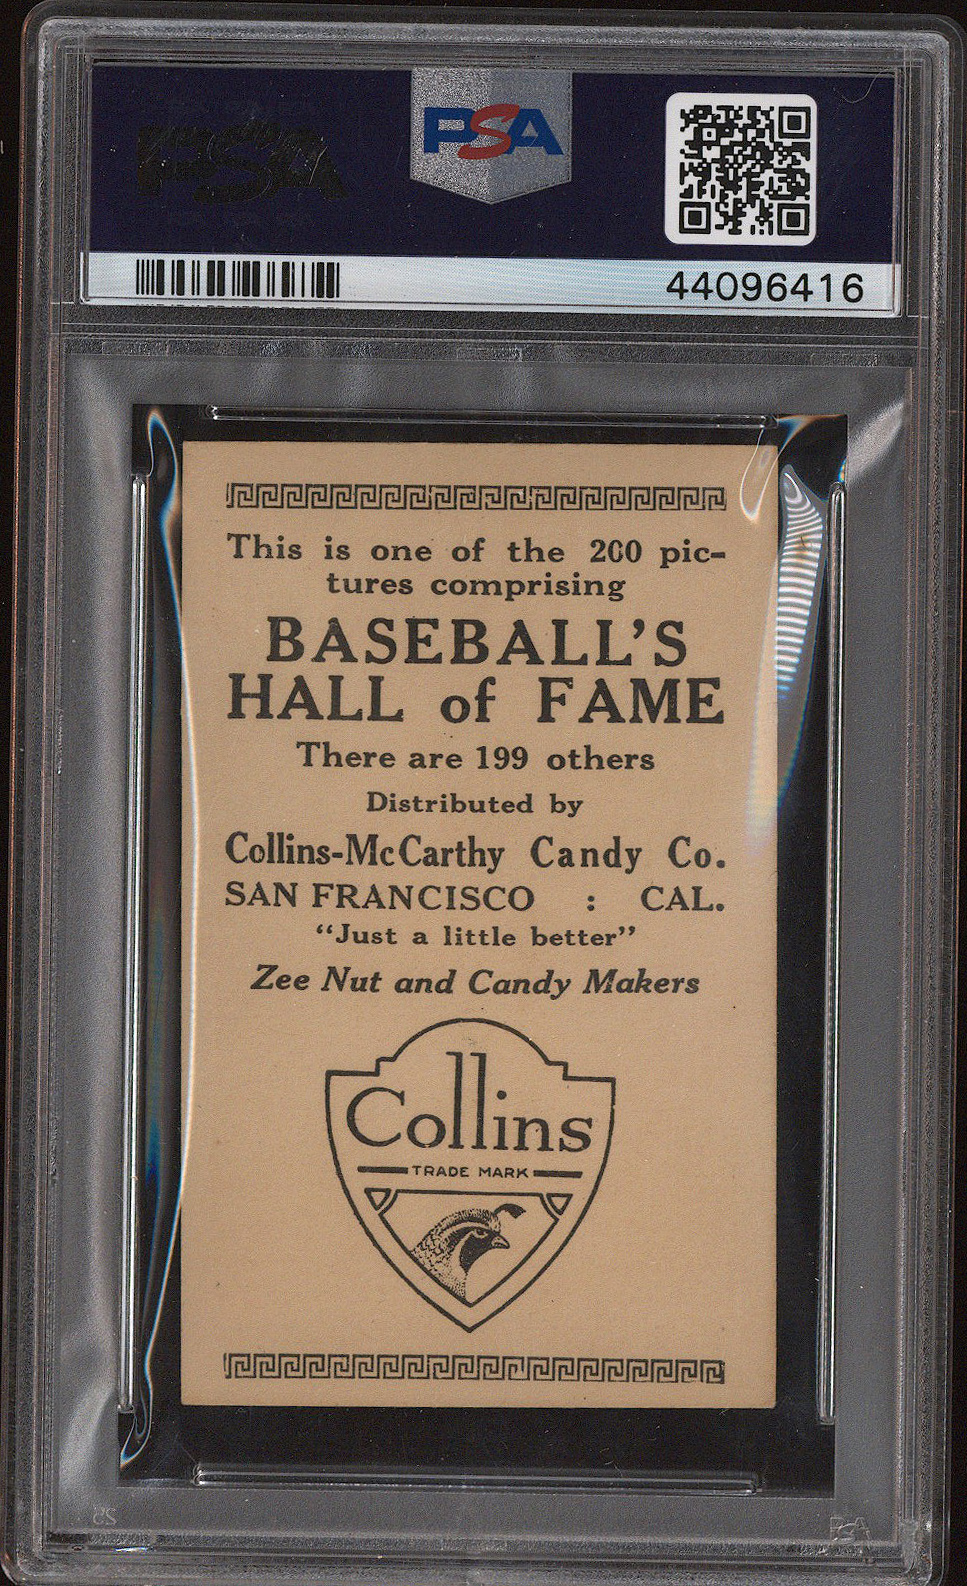 PSA
PSA
44096416
This is one of the 200 pic-
tures comprising
BASEBALL'S
HALL of FAME
There are 199 others
Distributed by
Collins-McCarthy Candy Co.
SAN FRANCISCO : CAL.
"Just a little better"
Zee Nut and Candy Makers
Collins
TRADE MARK